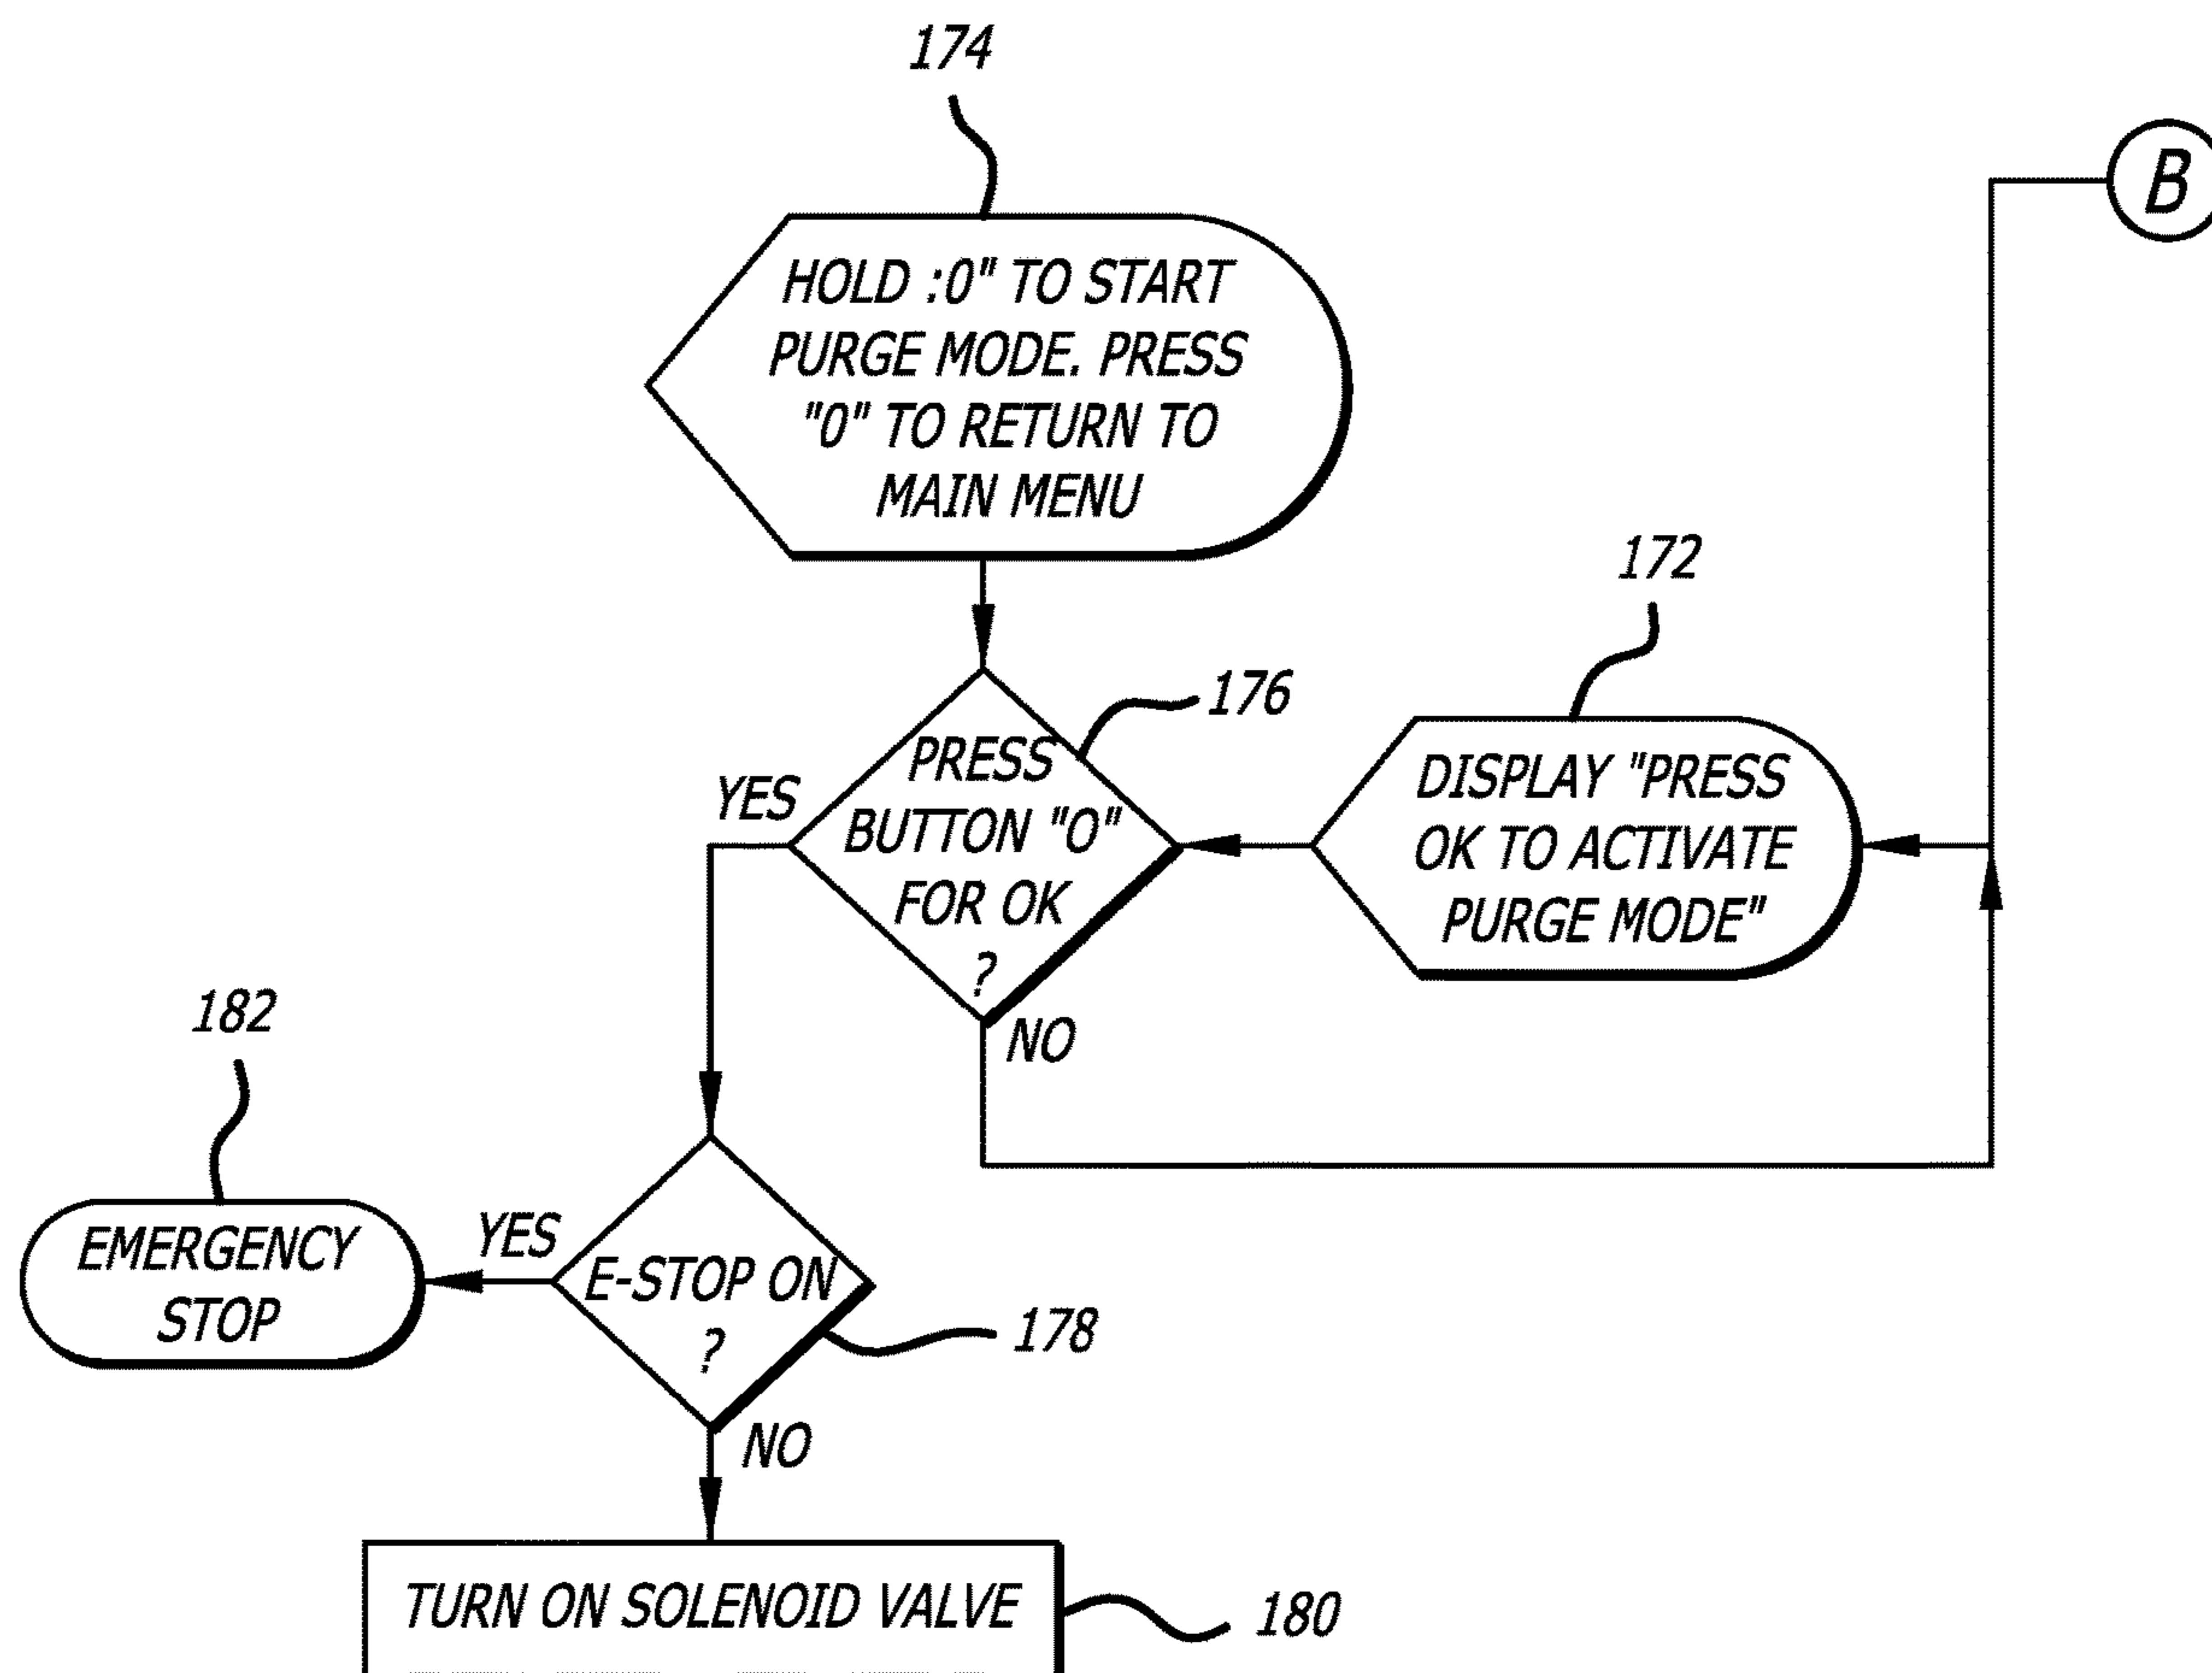 174
B
HOLD :0" TO START
PURGE MODE. PRESS
"0" TO RETURN TO
MAIN MENU
172
176
PRESS
BUTTON "O"
FOR OK
?
YES
NO
DISPLAY "PRESS
OK TO ACTIVATE
PURGE MODE"
182
EMERGENCY
STOP
YES
E-STOP ON
?
178
NO
TURN ON SOLENOID VALVE
180